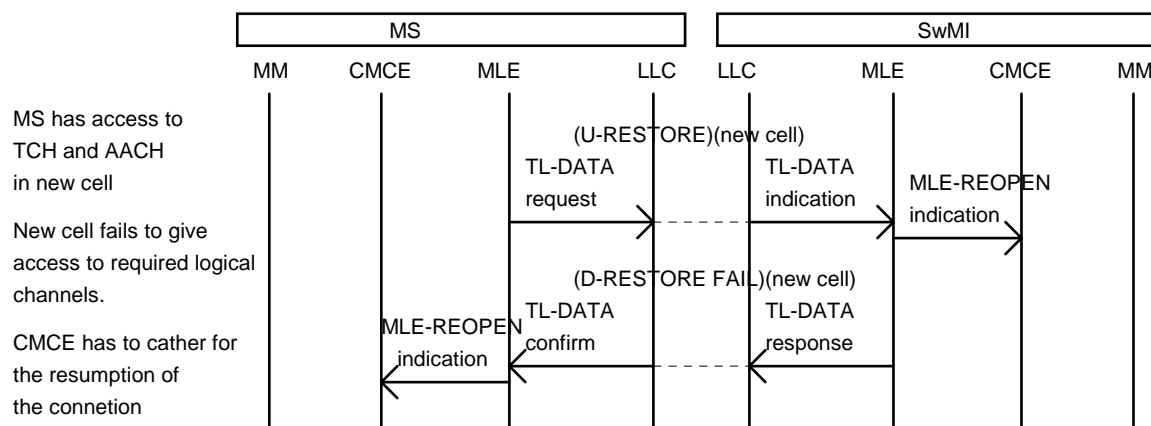 MS SwMI
MM CMCE MLE LLC LLC MLE CMCE MM
MS has access to
TCH and AACH
in new cell
(U-RESTORE)(new cell)
TL-DATA
request
TL-DATA
indication
MLE-REOPEN
indication
New cell fails to give
access to required logical
channels.
(D-RESTORE FAIL)(new cell)
MLE-REOPEN
indication
TL-DATA
confirm
TL-DATA
response
CMCE has to cather for
the resumption of
the connetion